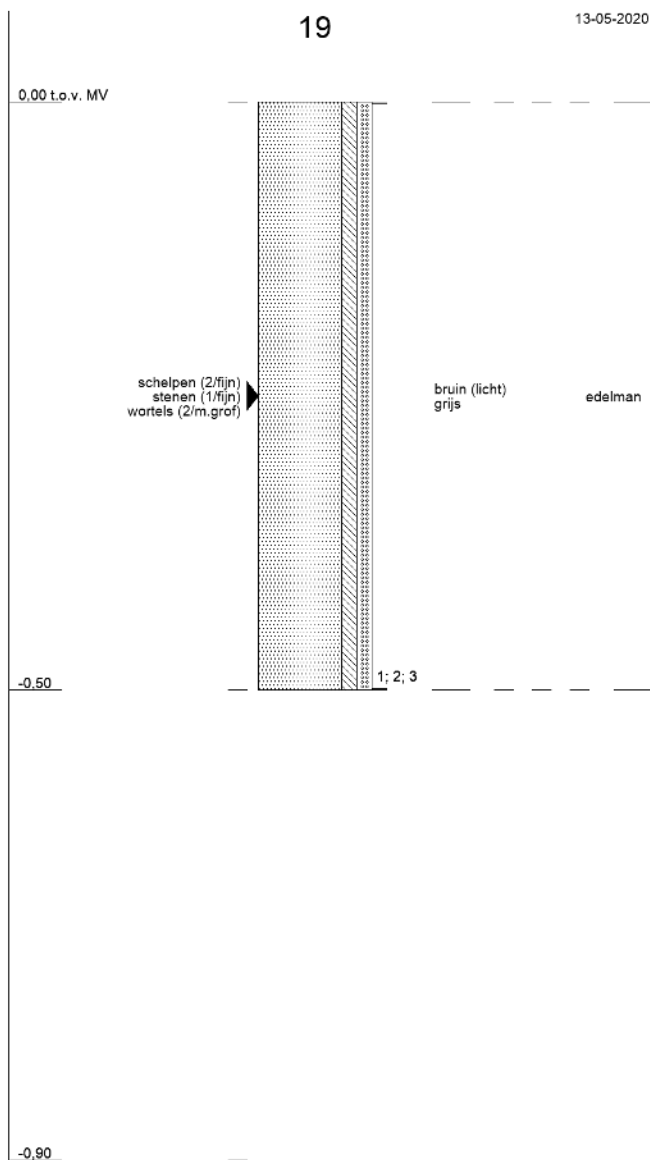 19
13-05-2020
0,00 t.o.v. MV
schelpen (2/fijn)
stenen (1/fijn)
wortels (2/m.grof)
bruin (licht)
grijs
edelman
1; 2; 3
-0,50
-0,90